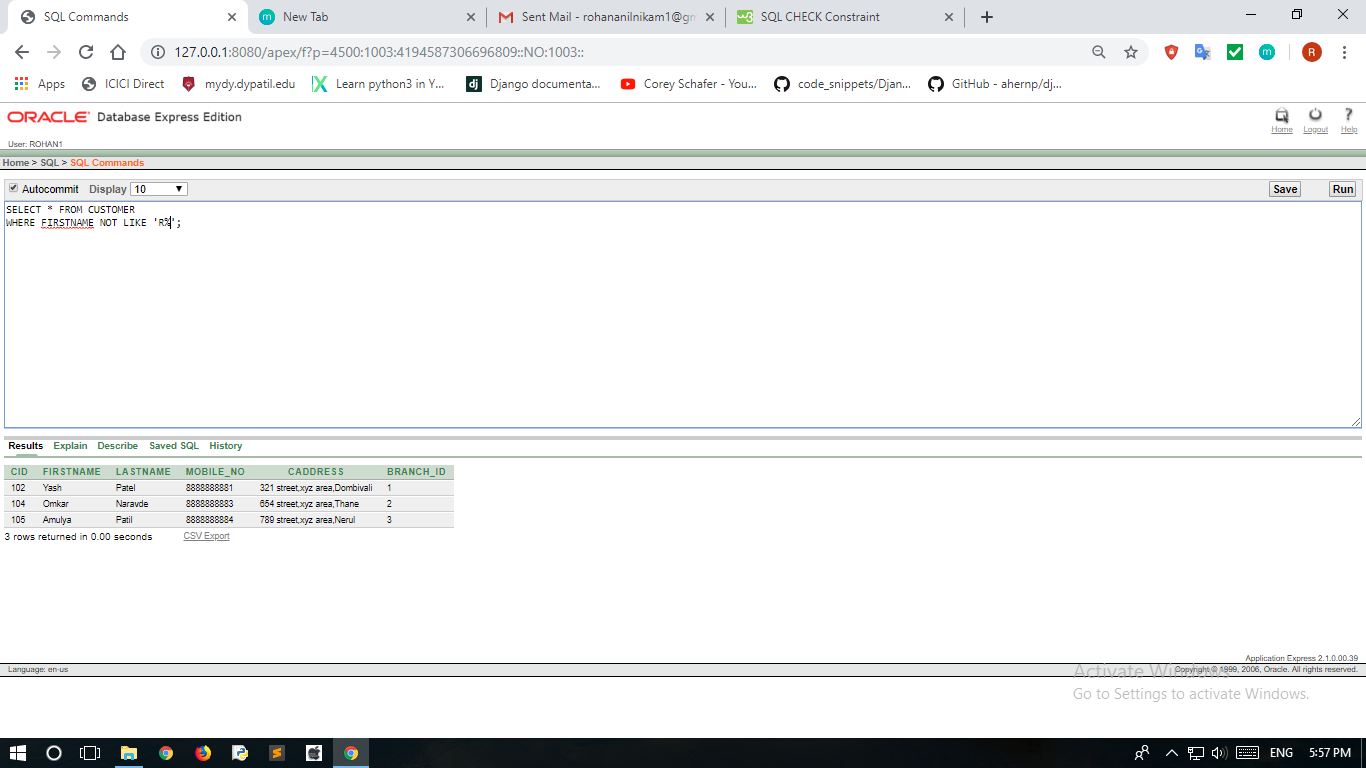 SQL Commands
New Tab
Sent Mail - rohananilnikam1@gm
SQL CHECK Constraint
127.0.0.1:8080/apex/f?p=4500:1003:4194587306696809::NO:1003::
R
Apps ICICI Direct mydy.dypatil.edu Learn python3 in Y... dj Django documenta... Corey Schafer - You... code_snippets/Djan... GitHub - ahernp/dj...
ORACLE Database Express Edition
Home Logout Help
User: ROHAN1
Home > SQL > SQL Commands
Autocommit Display 10 Save Run
SELECT * FROM CUSTOMER
WHERE FIRSTNAME NOT LIKE 'R%';
Results Explain Describe Saved SQL History
CID FIRSTNAME LASTNAME MOBILE_NO CADDRESS BRANCH_ID
102 Yash Patel 8888888881 321 street,xyz area,Dombivali 1
104 Omkar Naravde 8888888883 654 street,xyz area,Thane 2
105 Amulya Patil 8888888884 789 street,xyz area,Nerul 3
3 rows returned in 0.00 seconds CSV Export
Application Express 2.1.0.00.39
Language: en-us Copyright © 1999, 2006, Oracle. All rights reserved.
Activate Windows
Go to Settings to activate Windows.
ENG 5:57 PM